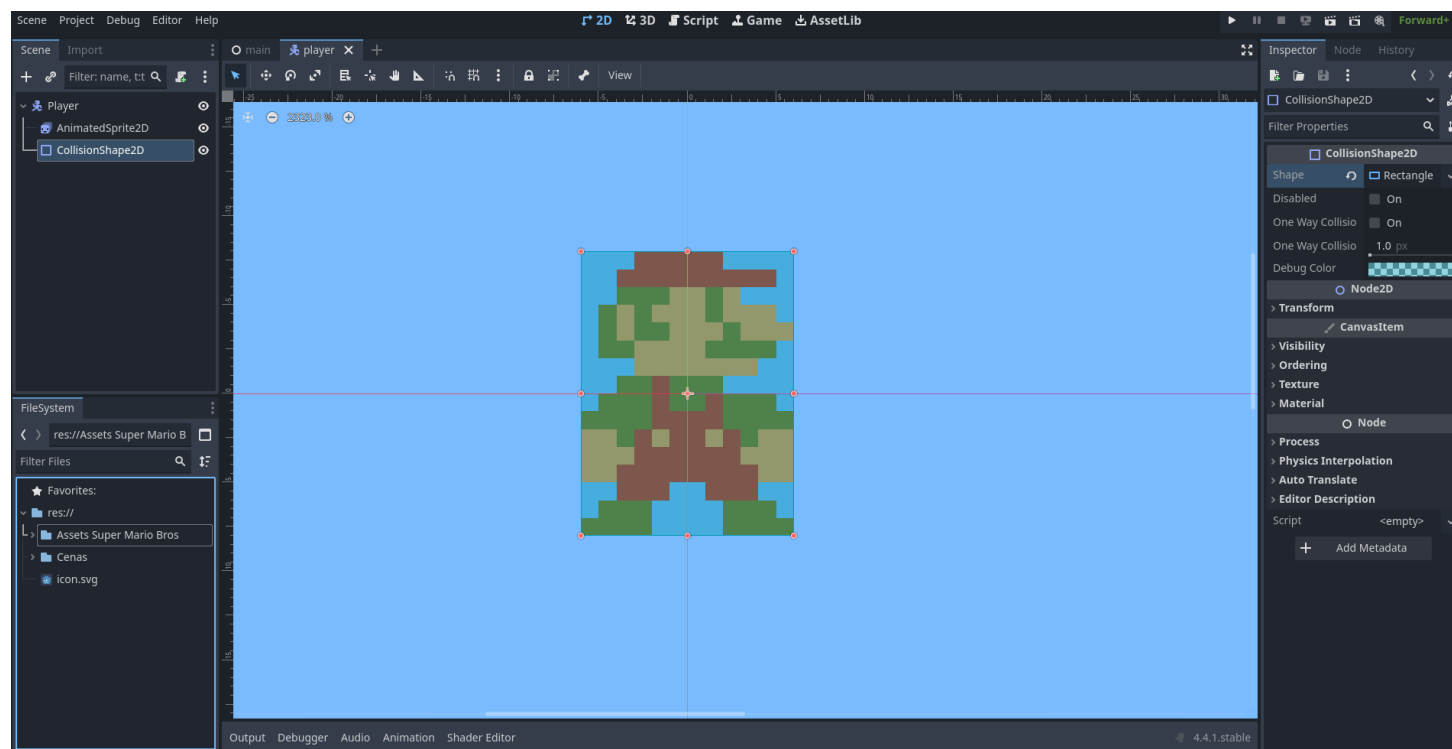 Scene Project Debug Editor Help
2D 3D Script Game AssetLib
Forward+
Scene Import
main player
Inspector Node History
Filter: name, t:t
View
Player
AnimatedSprite2D
CollisionShape2D
2323.0 %
CollisionShape2D
Filter Properties
CollisionShape2D
Shape Rectangle
Disabled On
One Way Collisio On
One Way Collisio 1.0 px
Debug Color
Node2D
Transform
CanvasItem
Visibility
Ordering
Texture
Material
Node
Process
Physics Interpolation
Auto Translate
Editor Description
Script <empty>
Add Metadata
FileSystem
res://Assets Super Mario B
Filter Files
Favorites:
res://
Assets Super Mario Bros
Cenas
icon.svg
Output Debugger Audio Animation Shader Editor
4.4.1.stable